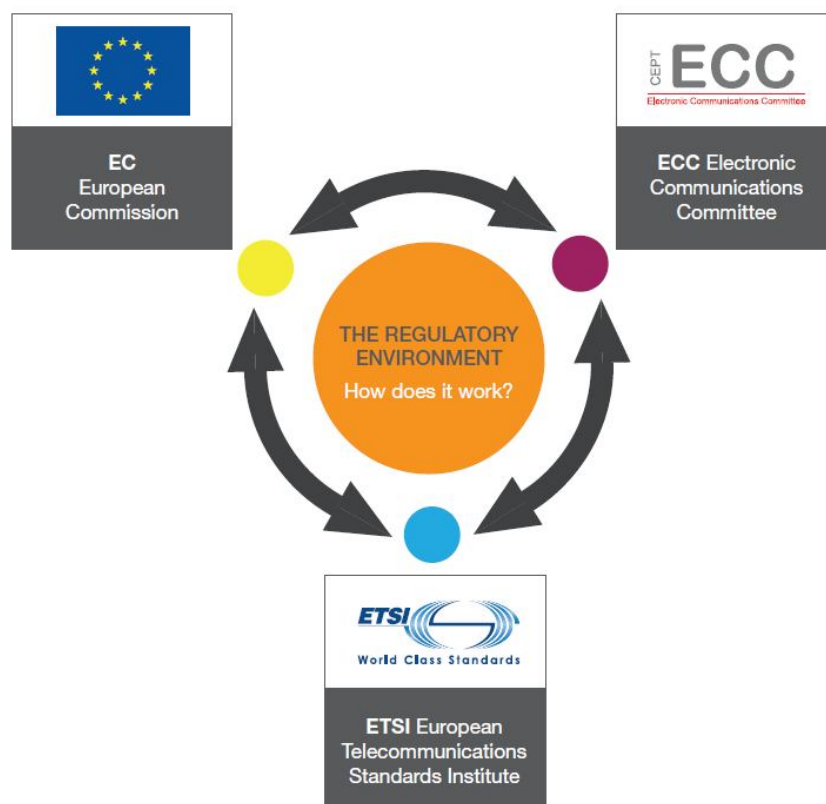 CEPT
ECC
Electronic Communications Committee
EC
European
Commission
ECC Electronic
Communications
Committee
THE REGULATORY
ENVIRONMENT
How does it work?
ETSI
World Class Standards
ETSI European
Telecommunications
Standards Institute